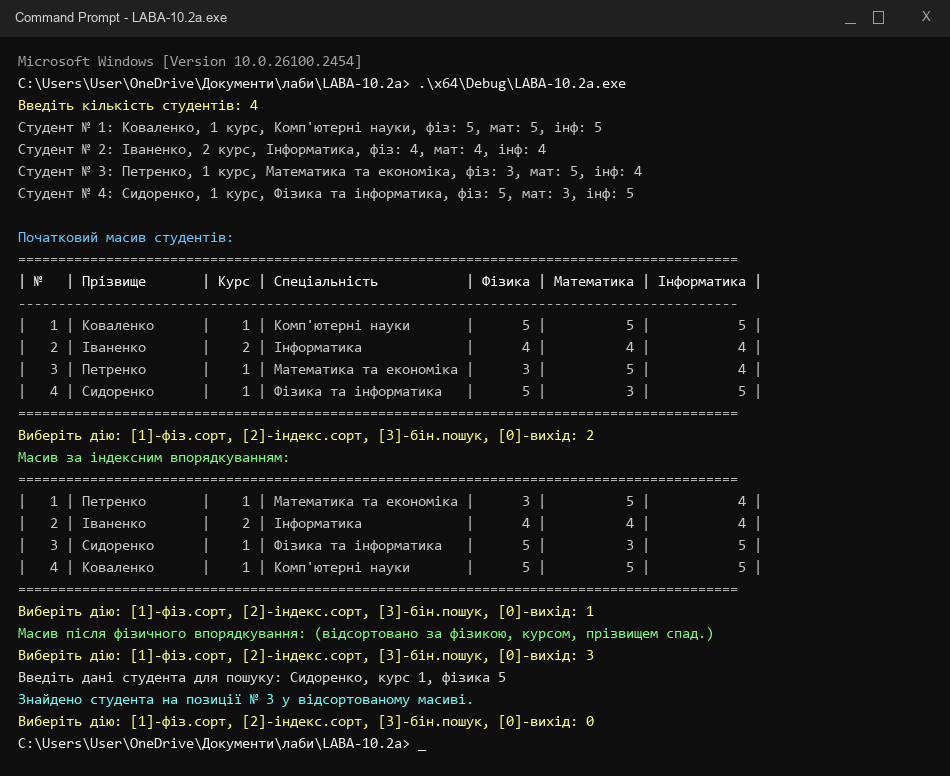 Command Prompt - LABA-10.2a.exe
_ □ X
Microsoft Windows [Version 10.0.26100.2454]
C:\Users\User\OneDrive\Документи\лаби\LABA-10.2a> .\x64\Debug\LABA-10.2a.exe
Введіть кількість студентів: 4
Студент № 1: Коваленко, 1 курс, Комп'ютерні науки, фіз: 5, мат: 5, інф: 5
Студент № 2: Іваненко, 2 курс, Інформатика, фіз: 4, мат: 4, інф: 4
Студент № 3: Петренко, 1 курс, Математика та економіка, фіз: 3, мат: 5, інф: 4
Студент № 4: Сидоренко, 1 курс, Фізика та інформатика, фіз: 5, мат: 3, інф: 5
Початковий масив студентів:
==========================================================================================
| №   | Прізвище       | Курс | Спеціальність           | Фізика | Математика | Інформатика |
------------------------------------------------------------------------------------------
|   1 | Коваленко      |    1 | Комп'ютерні науки       |      5 |          5 |           5 |
|   2 | Іваненко       |    2 | Інформатика             |      4 |          4 |           4 |
|   3 | Петренко       |    1 | Математика та економіка |      3 |          5 |           4 |
|   4 | Сидоренко      |    1 | Фізика та інформатика   |      5 |          3 |           5 |
==========================================================================================
Виберіть дію: [1]-фіз.сорт, [2]-індекс.сорт, [3]-бін.пошук, [0]-вихід: 2
Масив за індексним впорядкуванням:
==========================================================================================
|   1 | Петренко       |    1 | Математика та економіка |      3 |          5 |           4 |
|   2 | Іваненко       |    2 | Інформатика             |      4 |          4 |           4 |
|   3 | Сидоренко      |    1 | Фізика та інформатика   |      5 |          3 |           5 |
|   4 | Коваленко      |    1 | Комп'ютерні науки       |      5 |          5 |           5 |
==========================================================================================
Виберіть дію: [1]-фіз.сорт, [2]-індекс.сорт, [3]-бін.пошук, [0]-вихід: 1
Масив після фізичного впорядкування: (відсортовано за фізикою, курсом, прізвищем спад.)
Виберіть дію: [1]-фіз.сорт, [2]-індекс.сорт, [3]-бін.пошук, [0]-вихід: 3
Введіть дані студента для пошуку: Сидоренко, курс 1, фізика 5
Знайдено студента на позиції № 3 у відсортованому масиві.
Виберіть дію: [1]-фіз.сорт, [2]-індекс.сорт, [3]-бін.пошук, [0]-вихід: 0
C:\Users\User\OneDrive\Документи\лаби\LABA-10.2a> _